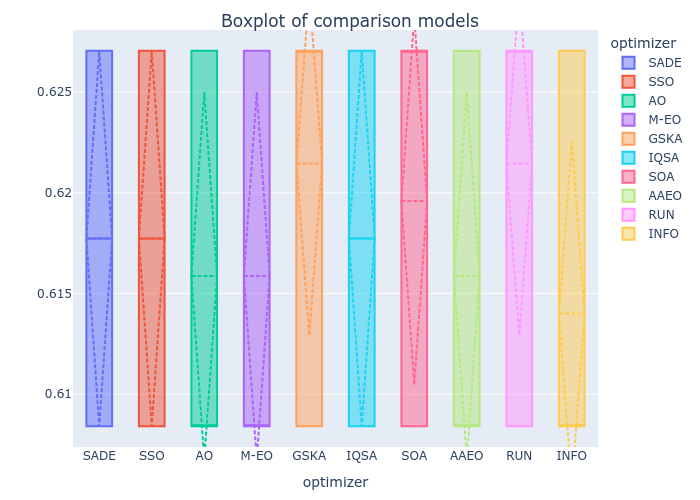 Boxplot of comparison models
optimizer
SADE
SSO
AO
M-EO
GSKA
IQSA
SOA
AAEO
RUN
INFO
0.625
0.62
0.615
0.61
SADE SSO AO M-EO GSKA IQSA SOA AAEO RUN INFO
optimizer